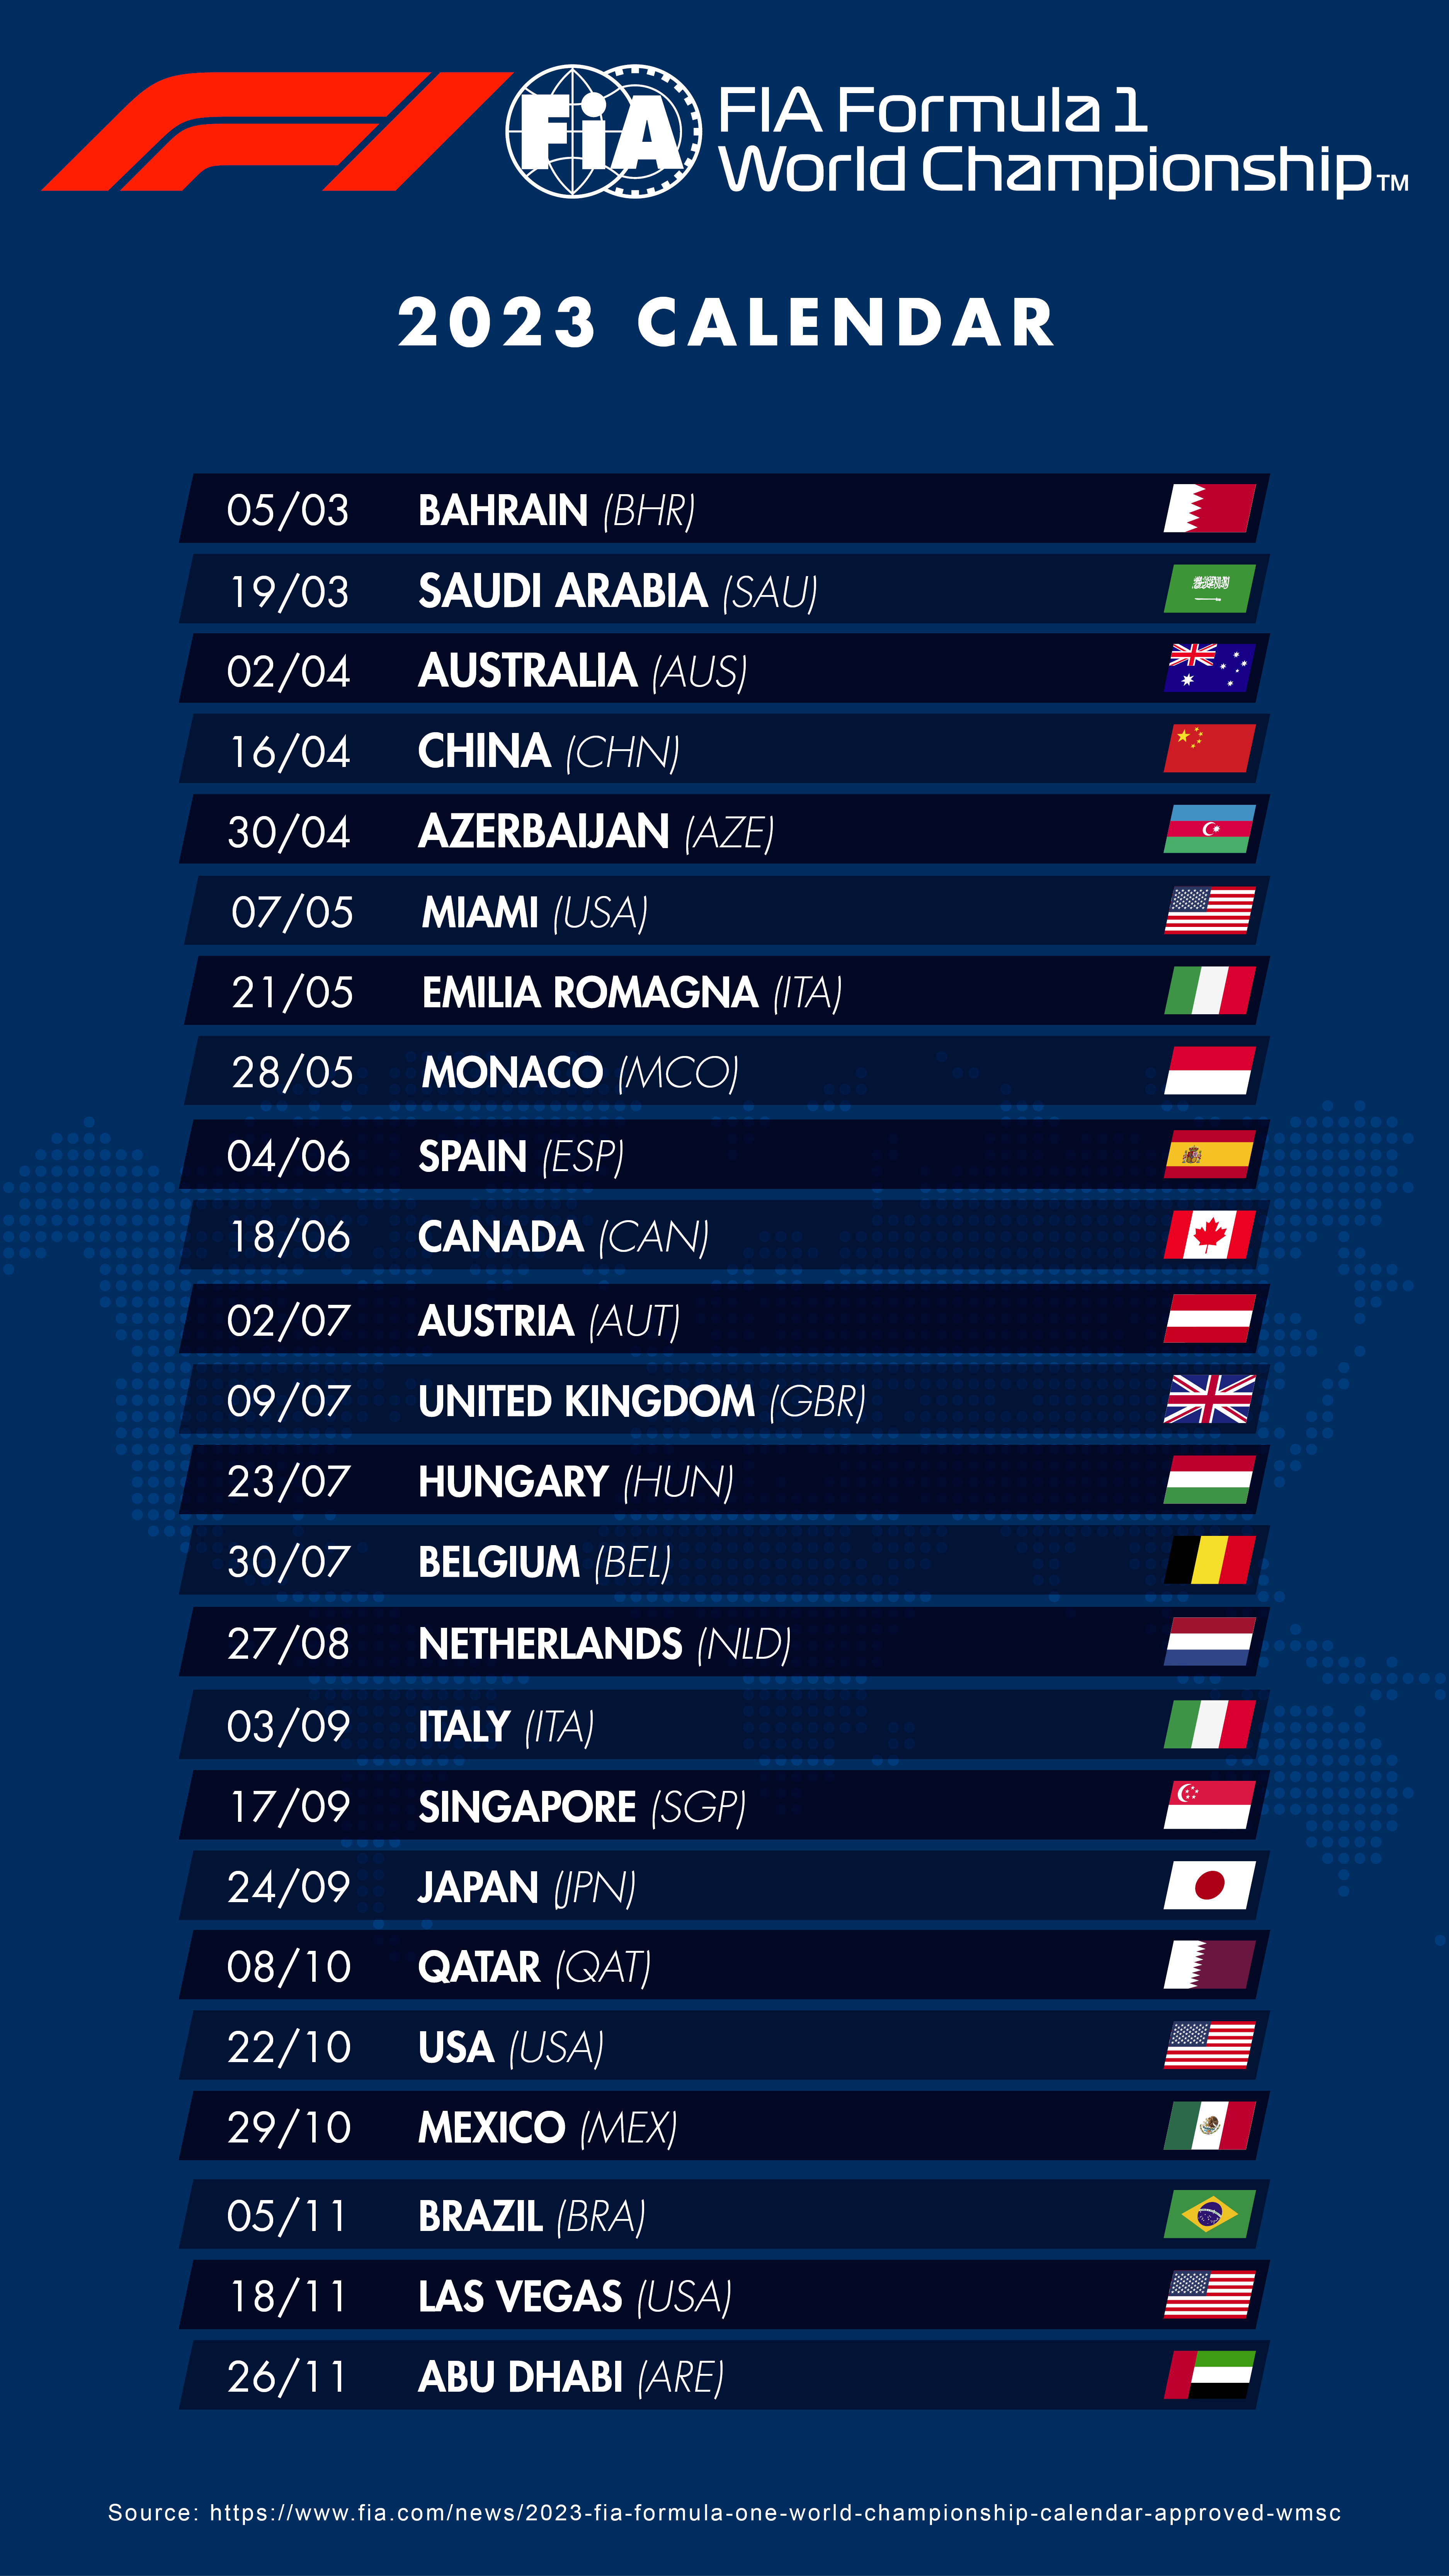 FiA FIA Formula 1
World Championship™
2023 CALENDAR
05/03 BAHRAIN (BHR)
19/03 SAUDI ARABIA (SAU)
02/04 AUSTRALIA (AUS)
16/04 CHINA (CHN)
30/04 AZERBAIJAN (AZE)
07/05 MIAMI (USA)
21/05 EMILIA ROMAGNA (ITA)
28/05 MONACO (MCO)
04/06 SPAIN (ESP)
18/06 CANADA (CAN)
02/07 AUSTRIA (AUT)
09/07 UNITED KINGDOM (GBR)
23/07 HUNGARY (HUN)
30/07 BELGIUM (BEL)
27/08 NETHERLANDS (NLD)
03/09 ITALY (ITA)
17/09 SINGAPORE (SGP)
24/09 JAPAN (JPN)
08/10 QATAR (QAT)
22/10 USA (USA)
29/10 MEXICO (MEX)
05/11 BRAZIL (BRA)
18/11 LAS VEGAS (USA)
26/11 ABU DHABI (ARE)
Source: https://www.fia.com/news/2023-fia-formula-one-world-championship-calendar-approved-wmsc